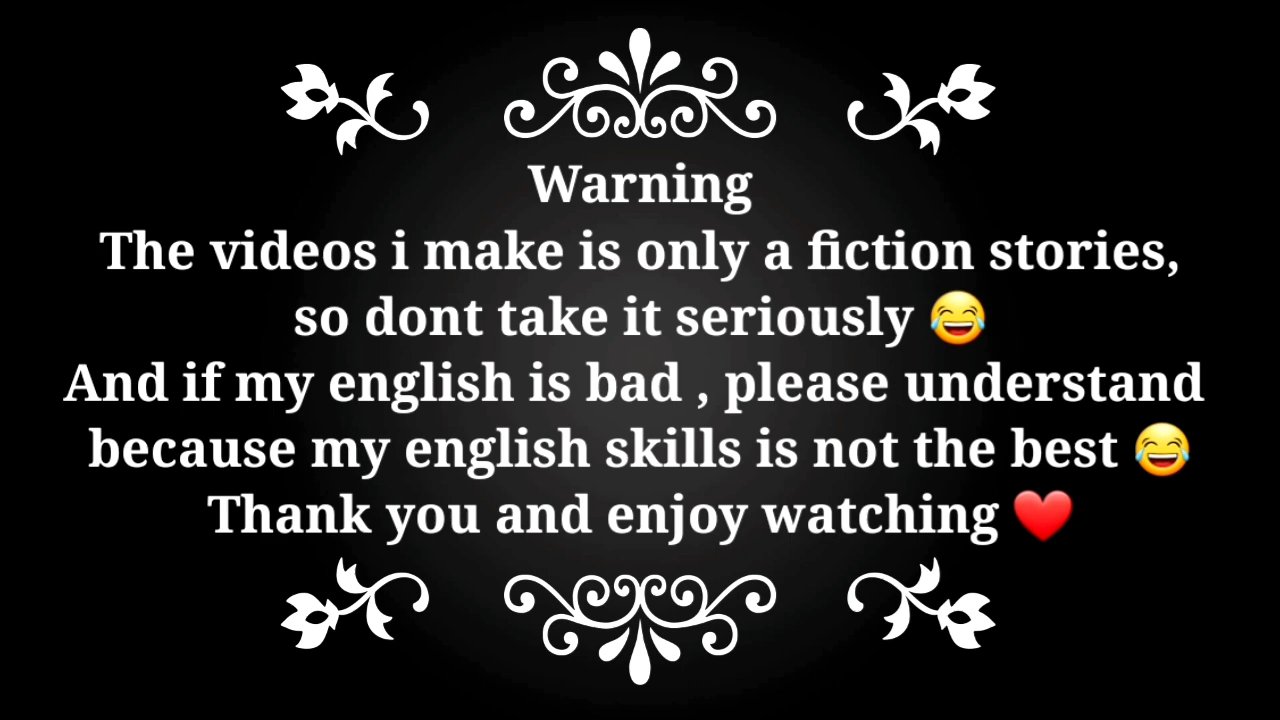 Warning
The videos i make is only a fiction stories,
so dont take it seriously 😂
And if my english is bad , please understand
because my english skills is not the best 😂
Thank you and enjoy watching ❤️